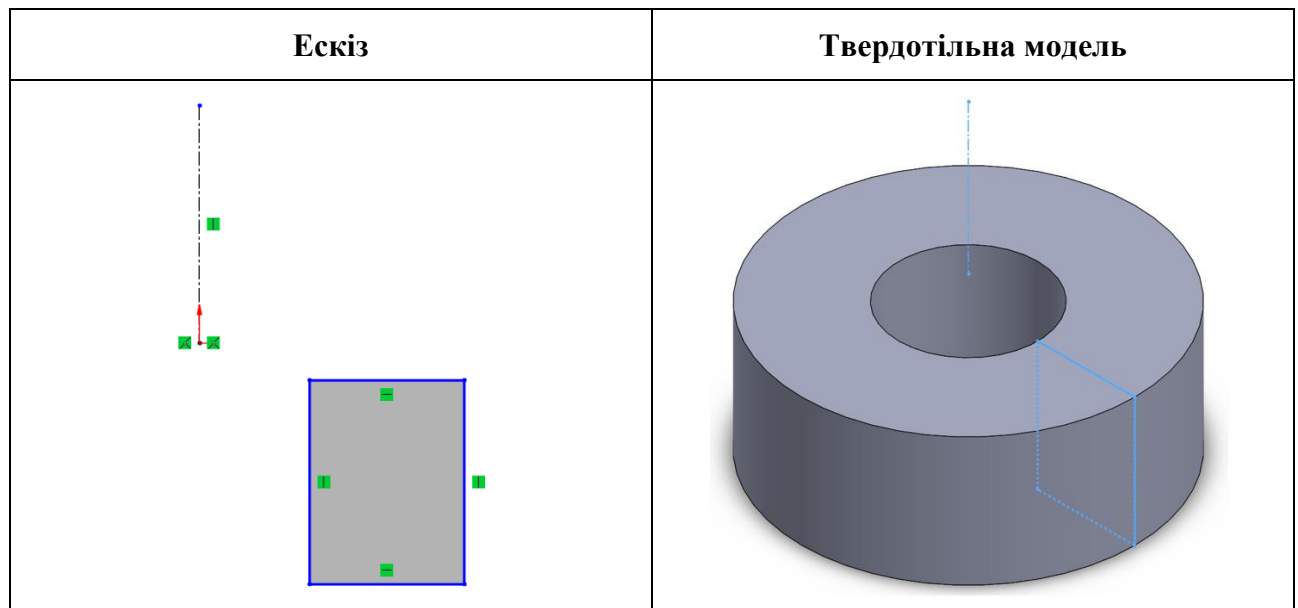 Ескіз
Твердотільна модель